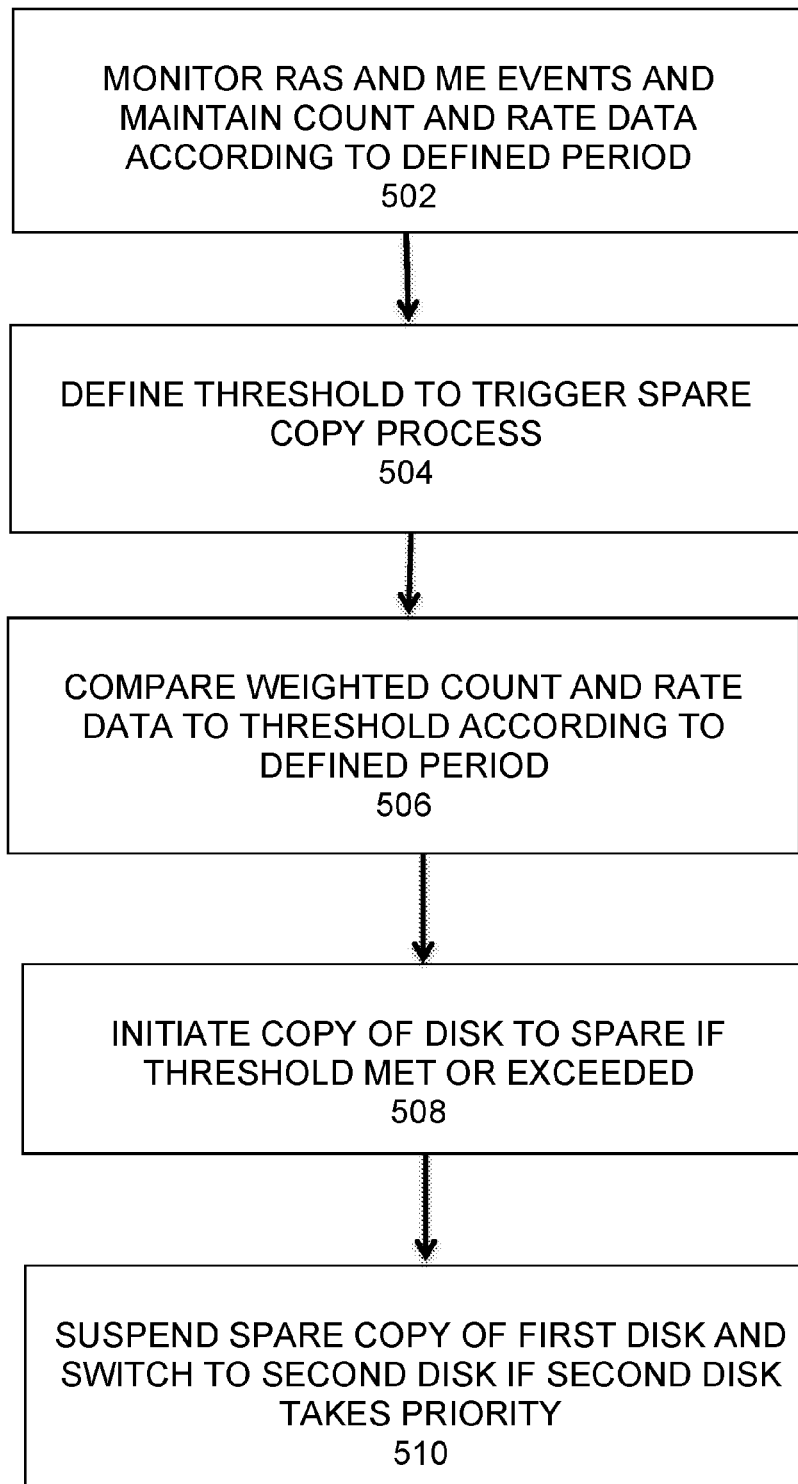 MONITOR RAS AND ME EVENTS AND
MAINTAIN COUNT AND RATE DATA
ACCORDING TO DEFINED PERIOD
502
DEFINE THRESHOLD TO TRIGGER SPARE
COPY PROCESS
504
COMPARE WEIGHTED COUNT AND RATE
DATA TO THRESHOLD ACCORDING TO
DEFINED PERIOD
506
INITIATE COPY OF DISK TO SPARE IF
THRESHOLD MET OR EXCEEDED
508
SUSPEND SPARE COPY OF FIRST DISK AND
SWITCH TO SECOND DISK IF SECOND DISK
TAKES PRIORITY
510